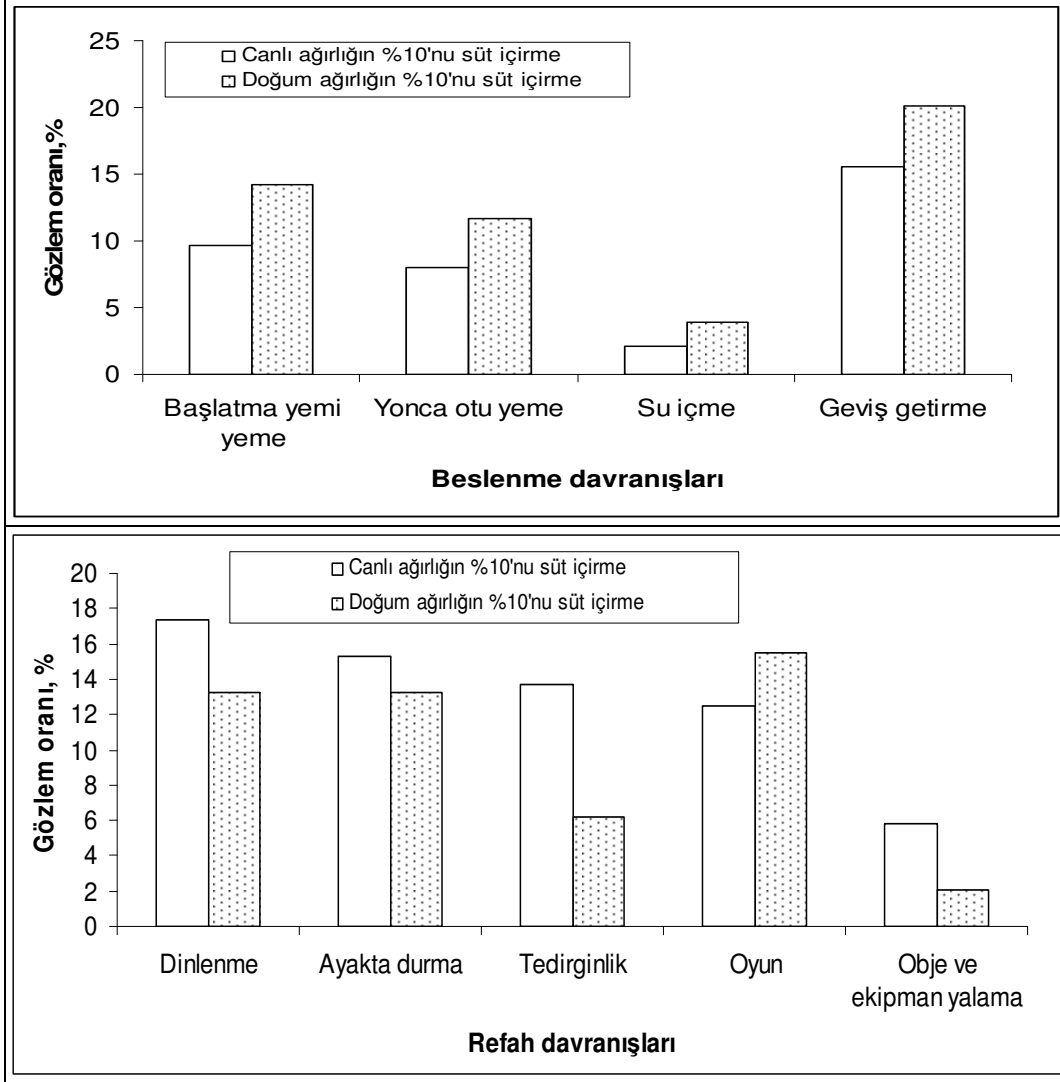 25
20
15
10
5
0
Gözlem oranı,%
Canlı ağırlığın %10'nu süt içirme
Doğum ağırlığın %10'nu süt içirme
Başlatma yemi
yeme
Yonca otu yeme
Su içme
Geviş getirme
Beslenme davranışları
20
18
16
14
12
10
8
6
4
2
0
Gözlem oranı, %
Canlı ağırlığın %10'nu süt içirme
Doğum ağırlığın %10'nu süt içirme
Dinlenme
Ayakta durma
Tedirginlik
Oyun
Obje ve
ekipman yalama
Refah davranışları